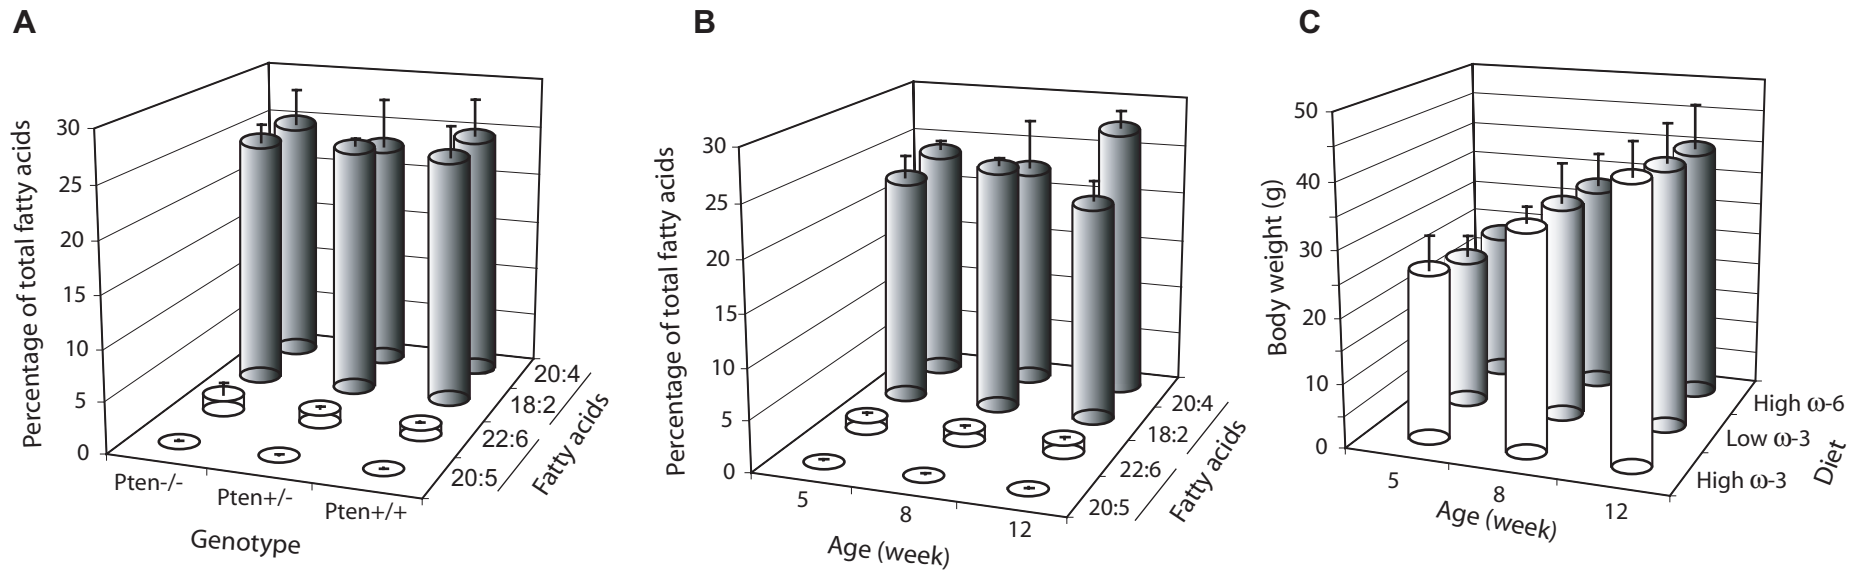 A
Percentage of total fatty acids
30
25
20
15
10
5
0
Pten-/-
Pten+/-
Pten+/+
Genotype
20:4
18:2
22:6
20:5
Fatty acids
B
Percentage of total fatty acids
30
25
20
15
10
5
0
5
8
12
Age (week)
20:4
18:2
22:6
20:5
Fatty acids
C
Body weight (g)
50
40
30
20
10
0
5
8
12
Age (week)
High ω-6
Low ω-3
High ω-3
Diet